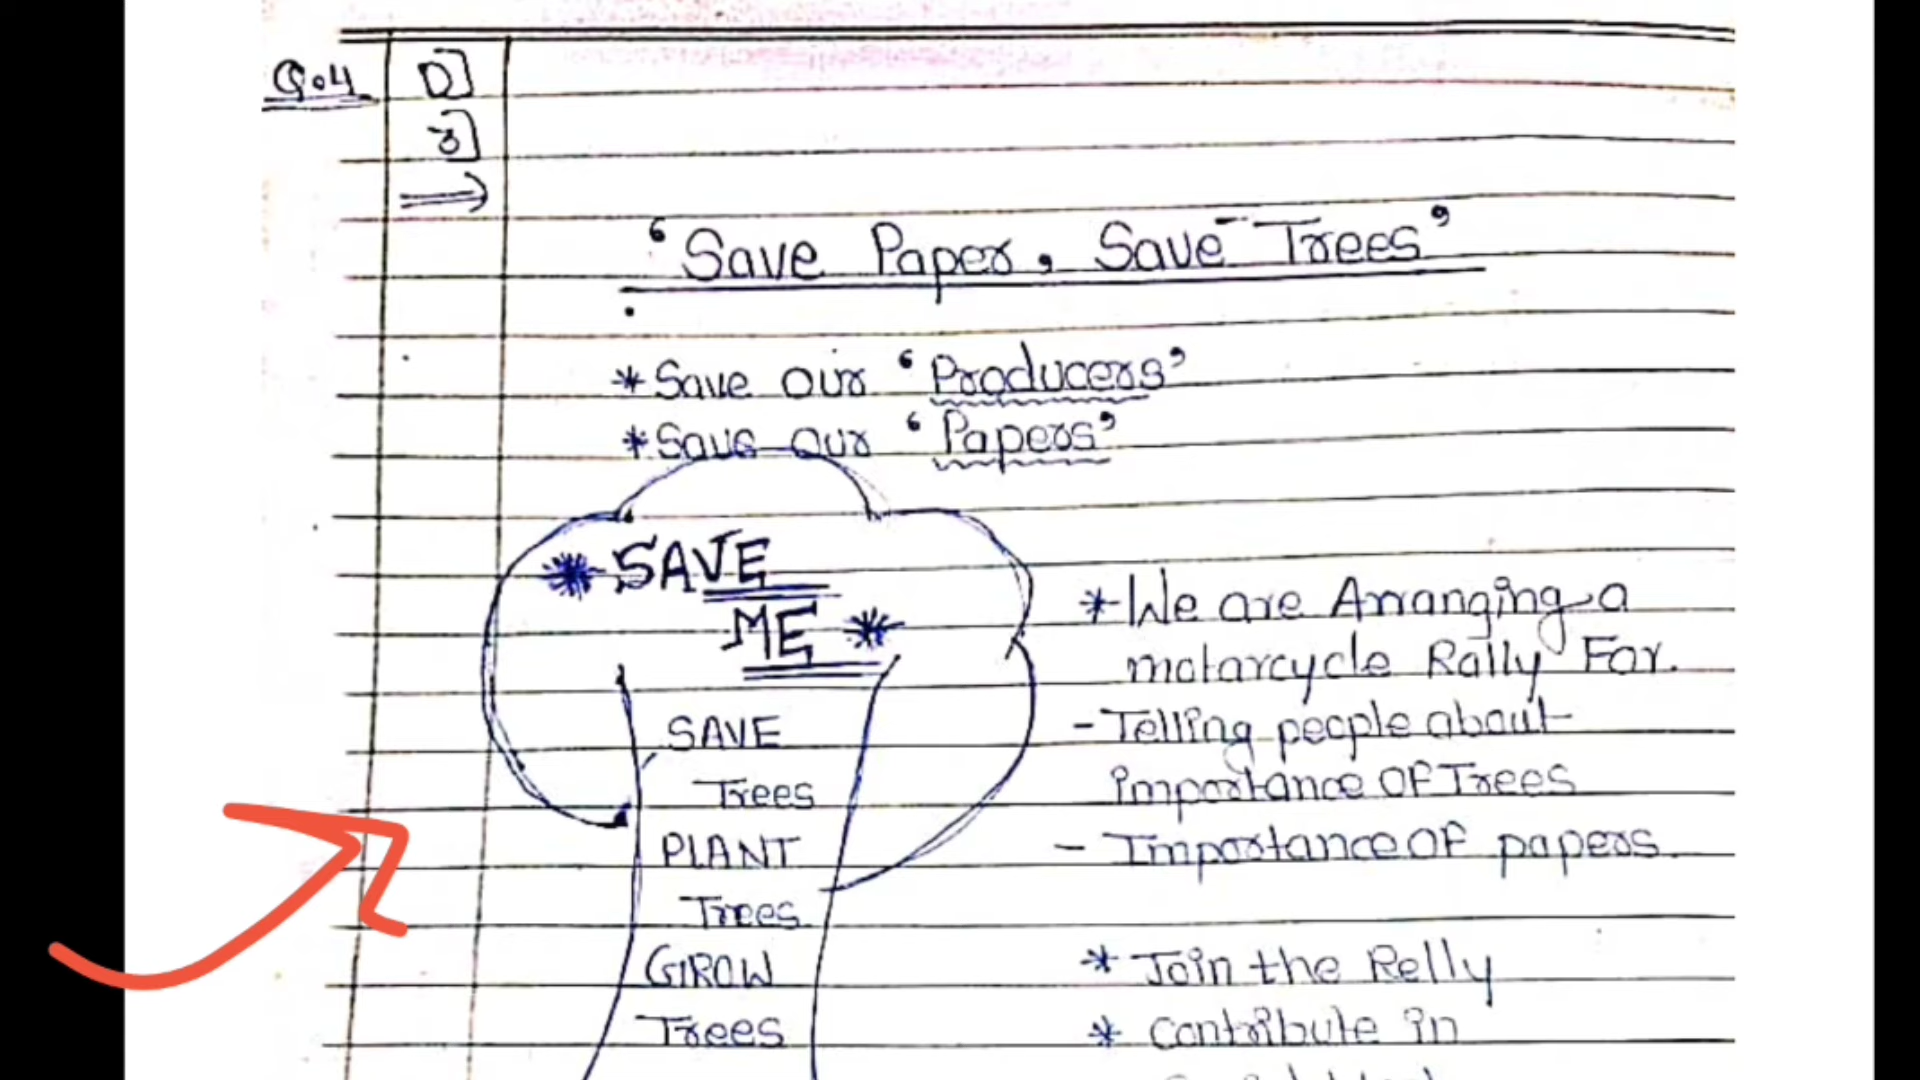 Q.4 D]
3]
⇒
‘Save Paper, Save Trees’
* Save our ‘Producers’
* Save our ‘Papers’
* SAVE
ME *
SAVE
Trees
PLANT
Trees
GROW
Trees
* We are Arranging a
motorcycle Rally For.
- Telling people about
importance OF Trees
- Importance OF papers.
* Join the Relly
* Contribute in